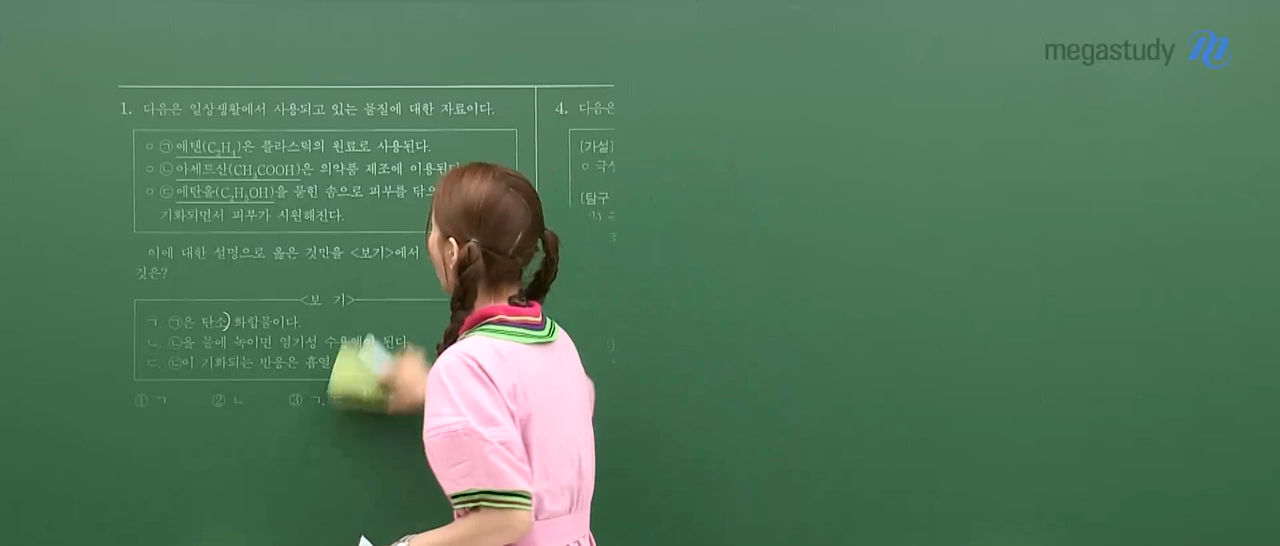 megastudy
1. 다음은 일상생활에서 사용되고 있는 물질에 대한 자료이다.
○ ㉠ 에텐(C₂H₄)은 플라스틱의 원료로 사용된다.
○ ㉡ 아세트산(CH₃COOH)은 의약품 제조에 이용된다
○ ㉢ 에탄올(C₂H₅OH)을 묻힌 솜으로 피부를 닦으
기화되면서 피부가 시원해진다.
이에 대한 설명으로 옳은 것만을 <보기>에서
것은?
<보 기>
ㄱ. ㉠은 탄소 화합물이다.
ㄴ. ㉡을 물에 녹이면 염기성 수용액이 된다.
ㄷ. ㉢이 기화되는 반응은 흡열
① ㄱ ② ㄴ ③ ㄱ, ㄷ
4. 다음은
[가설]
○ 극성
[탐구